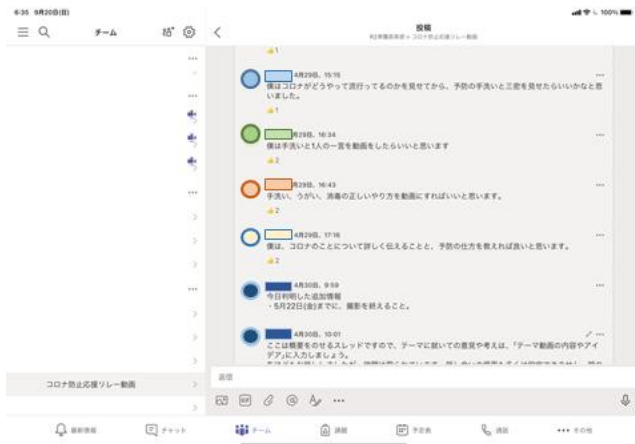 6:35 9月20日(日)
100%
チーム
投稿
コロナ防止応援リレー動画
1
4月29日、15:15
僕はコロナがどうやって流行ってるのかを見せてから、予防の手洗いと三密を見せたらいいかなと思
いました。
1
月29日、16:34
僕は手洗いと1人の一言を動画をしたらいいと思います
2
月29日、16:43
手洗い、うがい、消毒の正しいやり方を動画にすればいいと思います。
2
4月29日、17:16
僕は、コロナのことについて詳しく伝えることと、予防の仕方を教えれば良いと思います。
2
4月30日、9:59
今日判明した追加情報
・5月22日(金)までに、撮影を終えること。
4月30日、10:01
ここは概要をのせるスレッドですので、テーマに就いての意見や考えは、「テーマ動画の内容やアイ
デア」に入力しましょう。
コロナ防止応援リレー動画
返信
GIF
最新情報
チャット
チーム
課題
予定表
通話
その他